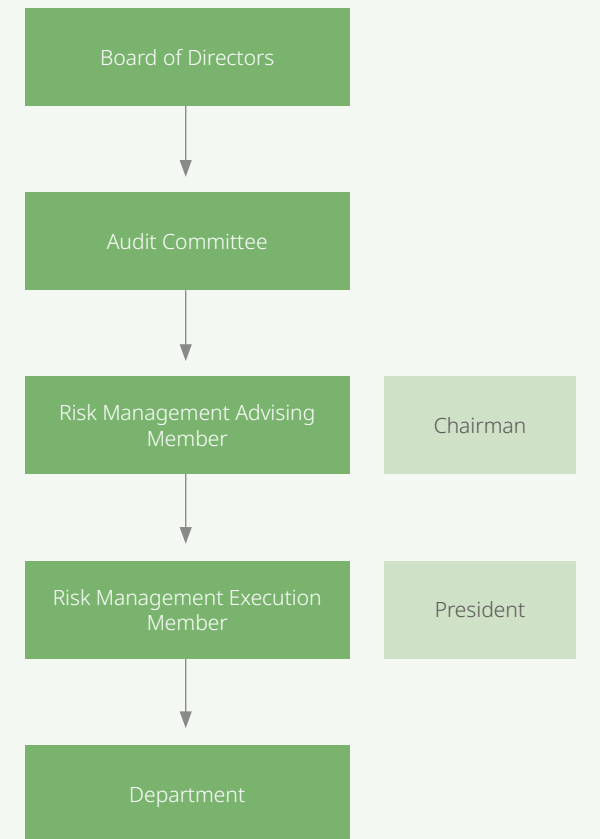 Board of Directors
Audit Committee
Risk Management Advising
Member
Chairman
Risk Management Execution
Member
President
Department